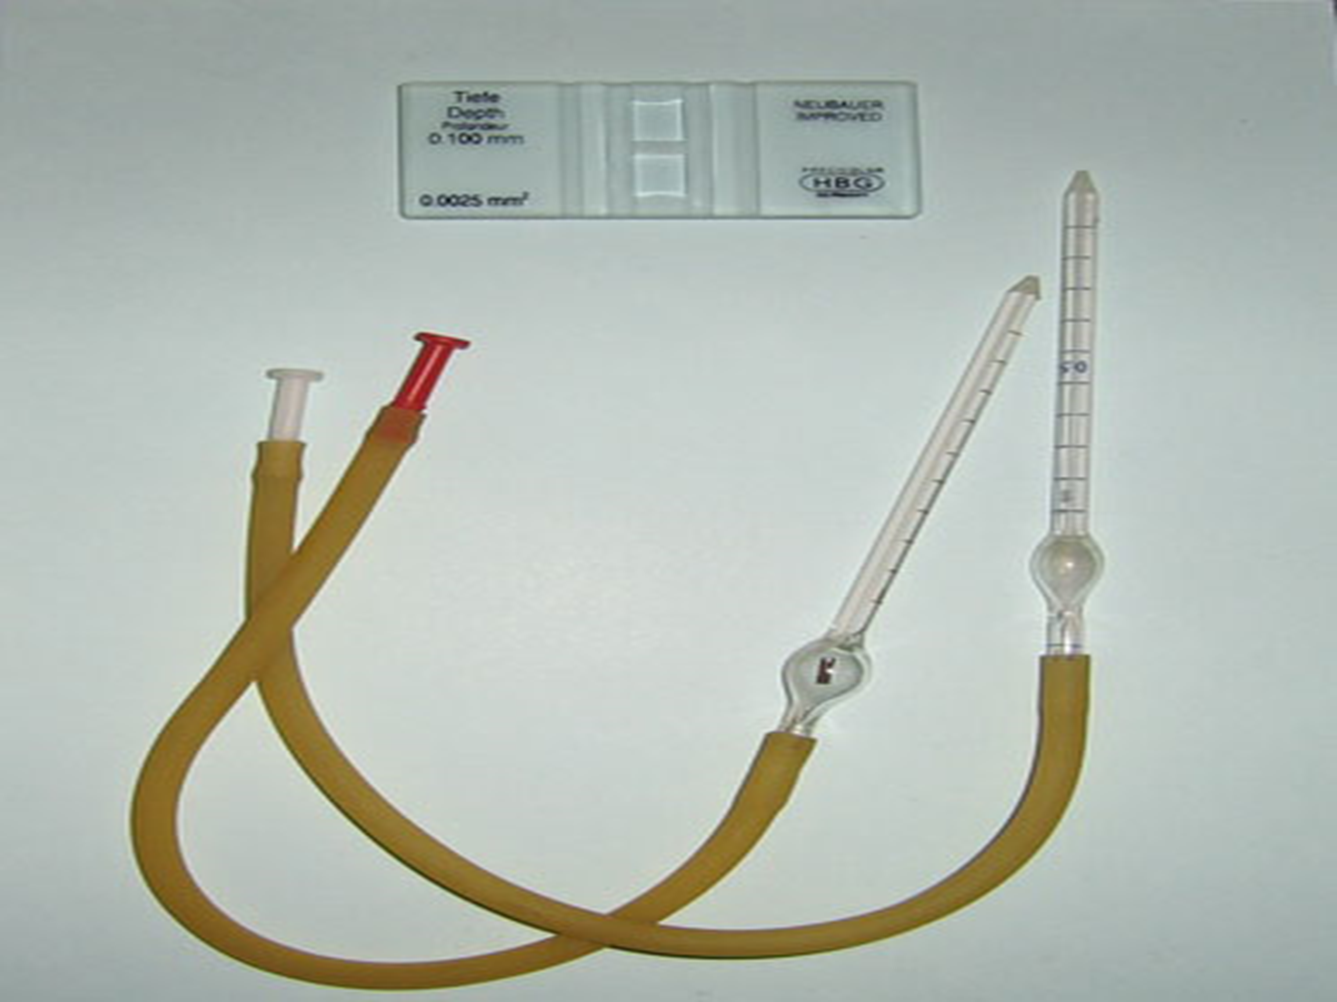 Tiefe
Depth
Profondeur
0.100 mm
0.0025 mm²
NEUBAUER
IMPROVED
HBG
0.5